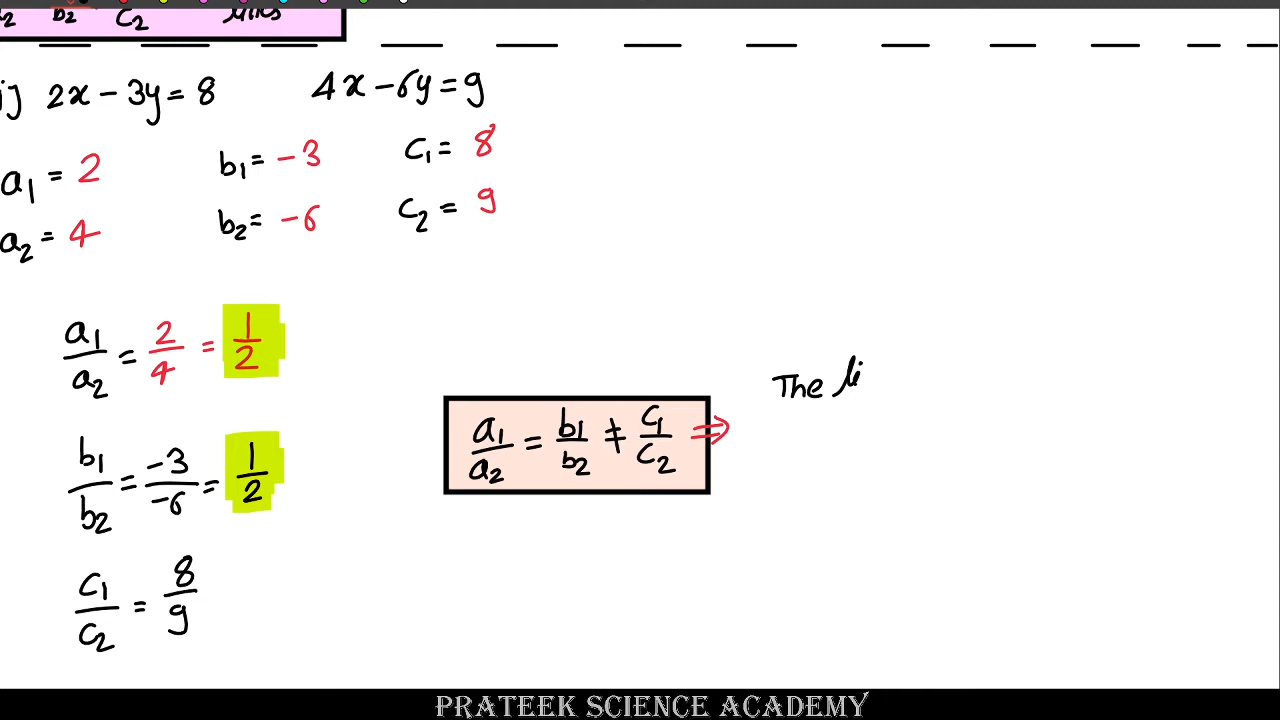 b2 c2 lines
i] 2x - 3y = 8 4x - 6y = 9
a1 = 2 b1 = -3 c1 = 8
a2 = 4 b2 = -6 c2 = 9
a1/a2 = 2/4 = 1/2
The li
a1/a2 = b1/b2 ≠ c1/c2 ⇒
b1/b2 = -3/-6 = 1/2
c1/c2 = 8/9
PRATEEK SCIENCE ACADEMY